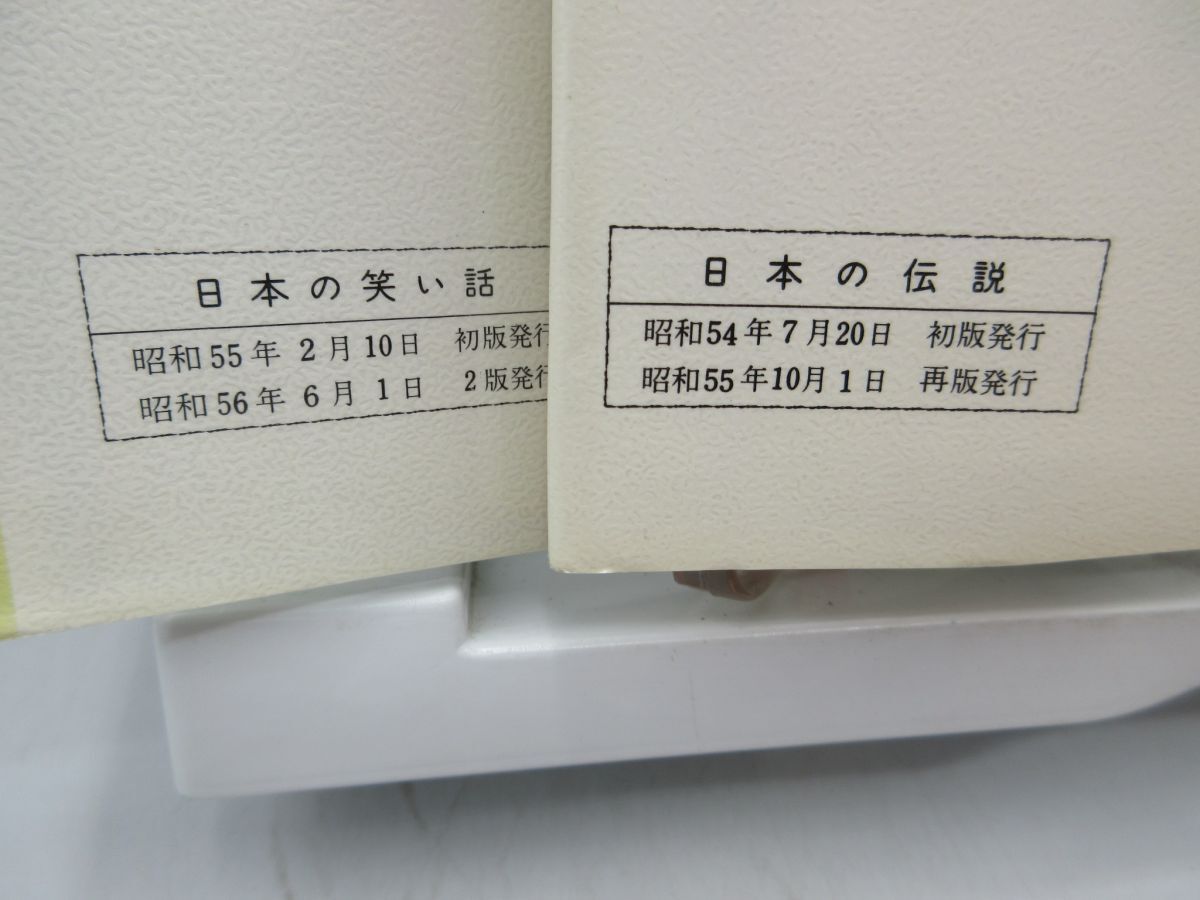 日本の笑い話
昭和55年 2月10日 初版発行
昭和56年 6月 1日 2版発行
日本の伝説
昭和54年 7月20日 初版発行
昭和55年10月 1日 再版発行